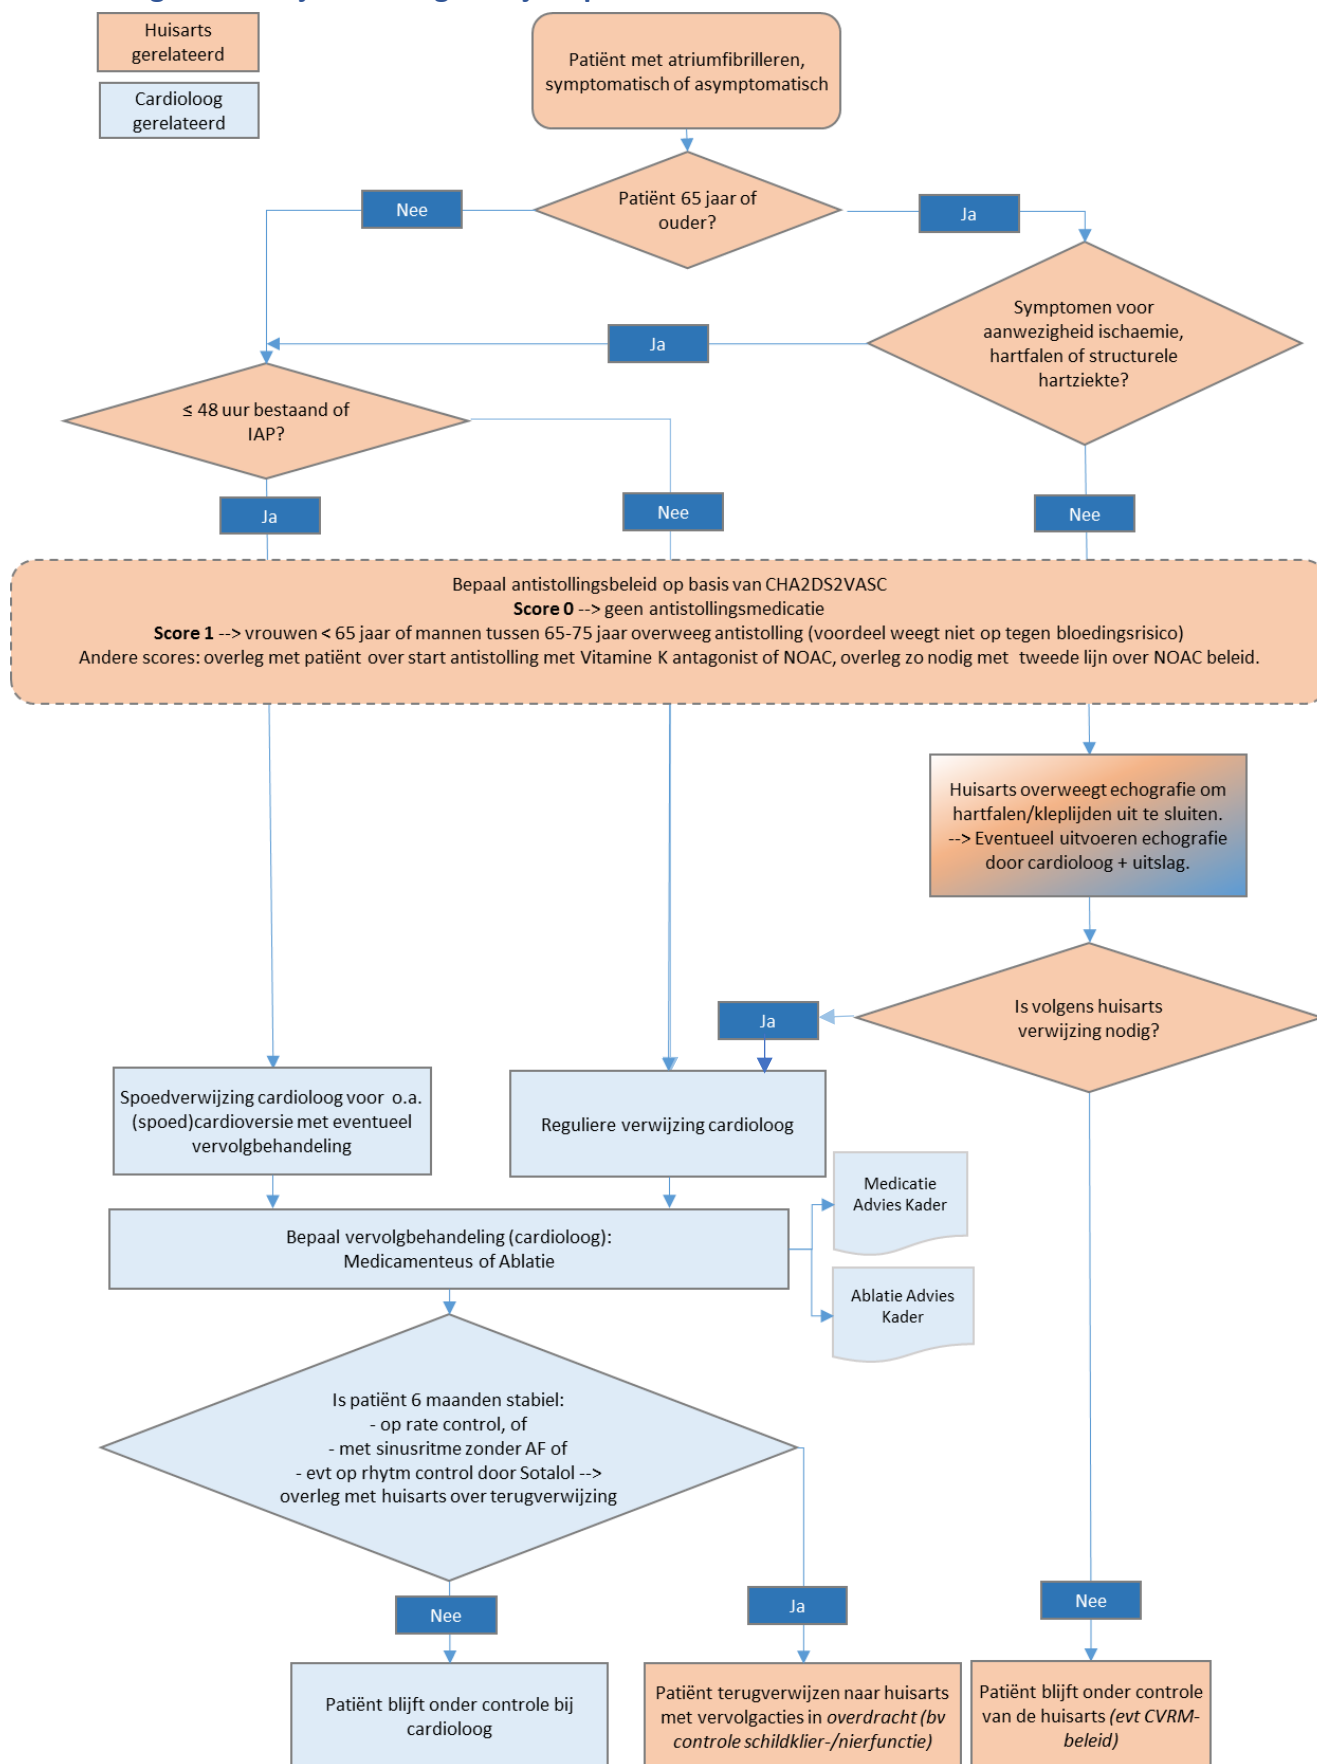 Huisarts
gerelateerd
Cardioloog
gerelateerd
Patiënt met atriumfibrilleren,
symptomatisch of asymptomatisch
Patiënt 65 jaar of
ouder?
Nee
Ja
Symptomen voor
aanwezigheid ischaemie,
hartfalen of structurele
hartziekte?
Ja
≤ 48 uur bestaand of
IAP?
Ja
Nee
Nee
Bepaal antistollingsbeleid op basis van CHA2DS2VASC
Score 0 --> geen antistollingsmedicatie
Score 1 --> vrouwen < 65 jaar of mannen tussen 65-75 jaar overweeg antistolling (voordeel weegt niet op tegen bloedingsrisico)
Andere scores: overleg met patiënt over start antistolling met Vitamine K antagonist of NOAC, overleg zo nodig met tweede lijn over NOAC beleid.
Huisarts overweegt echografie om
hartfalen/kleplijden uit te sluiten.
--> Eventueel uitvoeren echografie
door cardioloog + uitslag.
Is volgens huisarts
verwijzing nodig?
Ja
Spoedverwijzing cardioloog voor o.a.
(spoed)cardioversie met eventueel
vervolgbehandeling
Reguliere verwijzing cardioloog
Medicatie
Advies Kader
Bepaal vervolgbehandeling (cardioloog):
Medicamenteus of Ablatie
Ablatie Advies
Kader
Is patiënt 6 maanden stabiel:
- op rate control, of
- met sinusritme zonder AF of
- evt op rhytm control door Sotalol -->
overleg met huisarts over terugverwijzing
Nee
Ja
Nee
Patiënt blijft onder controle bij
cardioloog
Patiënt terugverwijzen naar huisarts
met vervolgacties in overdracht (bv
controle schildklier-/nierfunctie)
Patiënt blijft onder controle
van de huisarts (evt CVRM-
beleid)